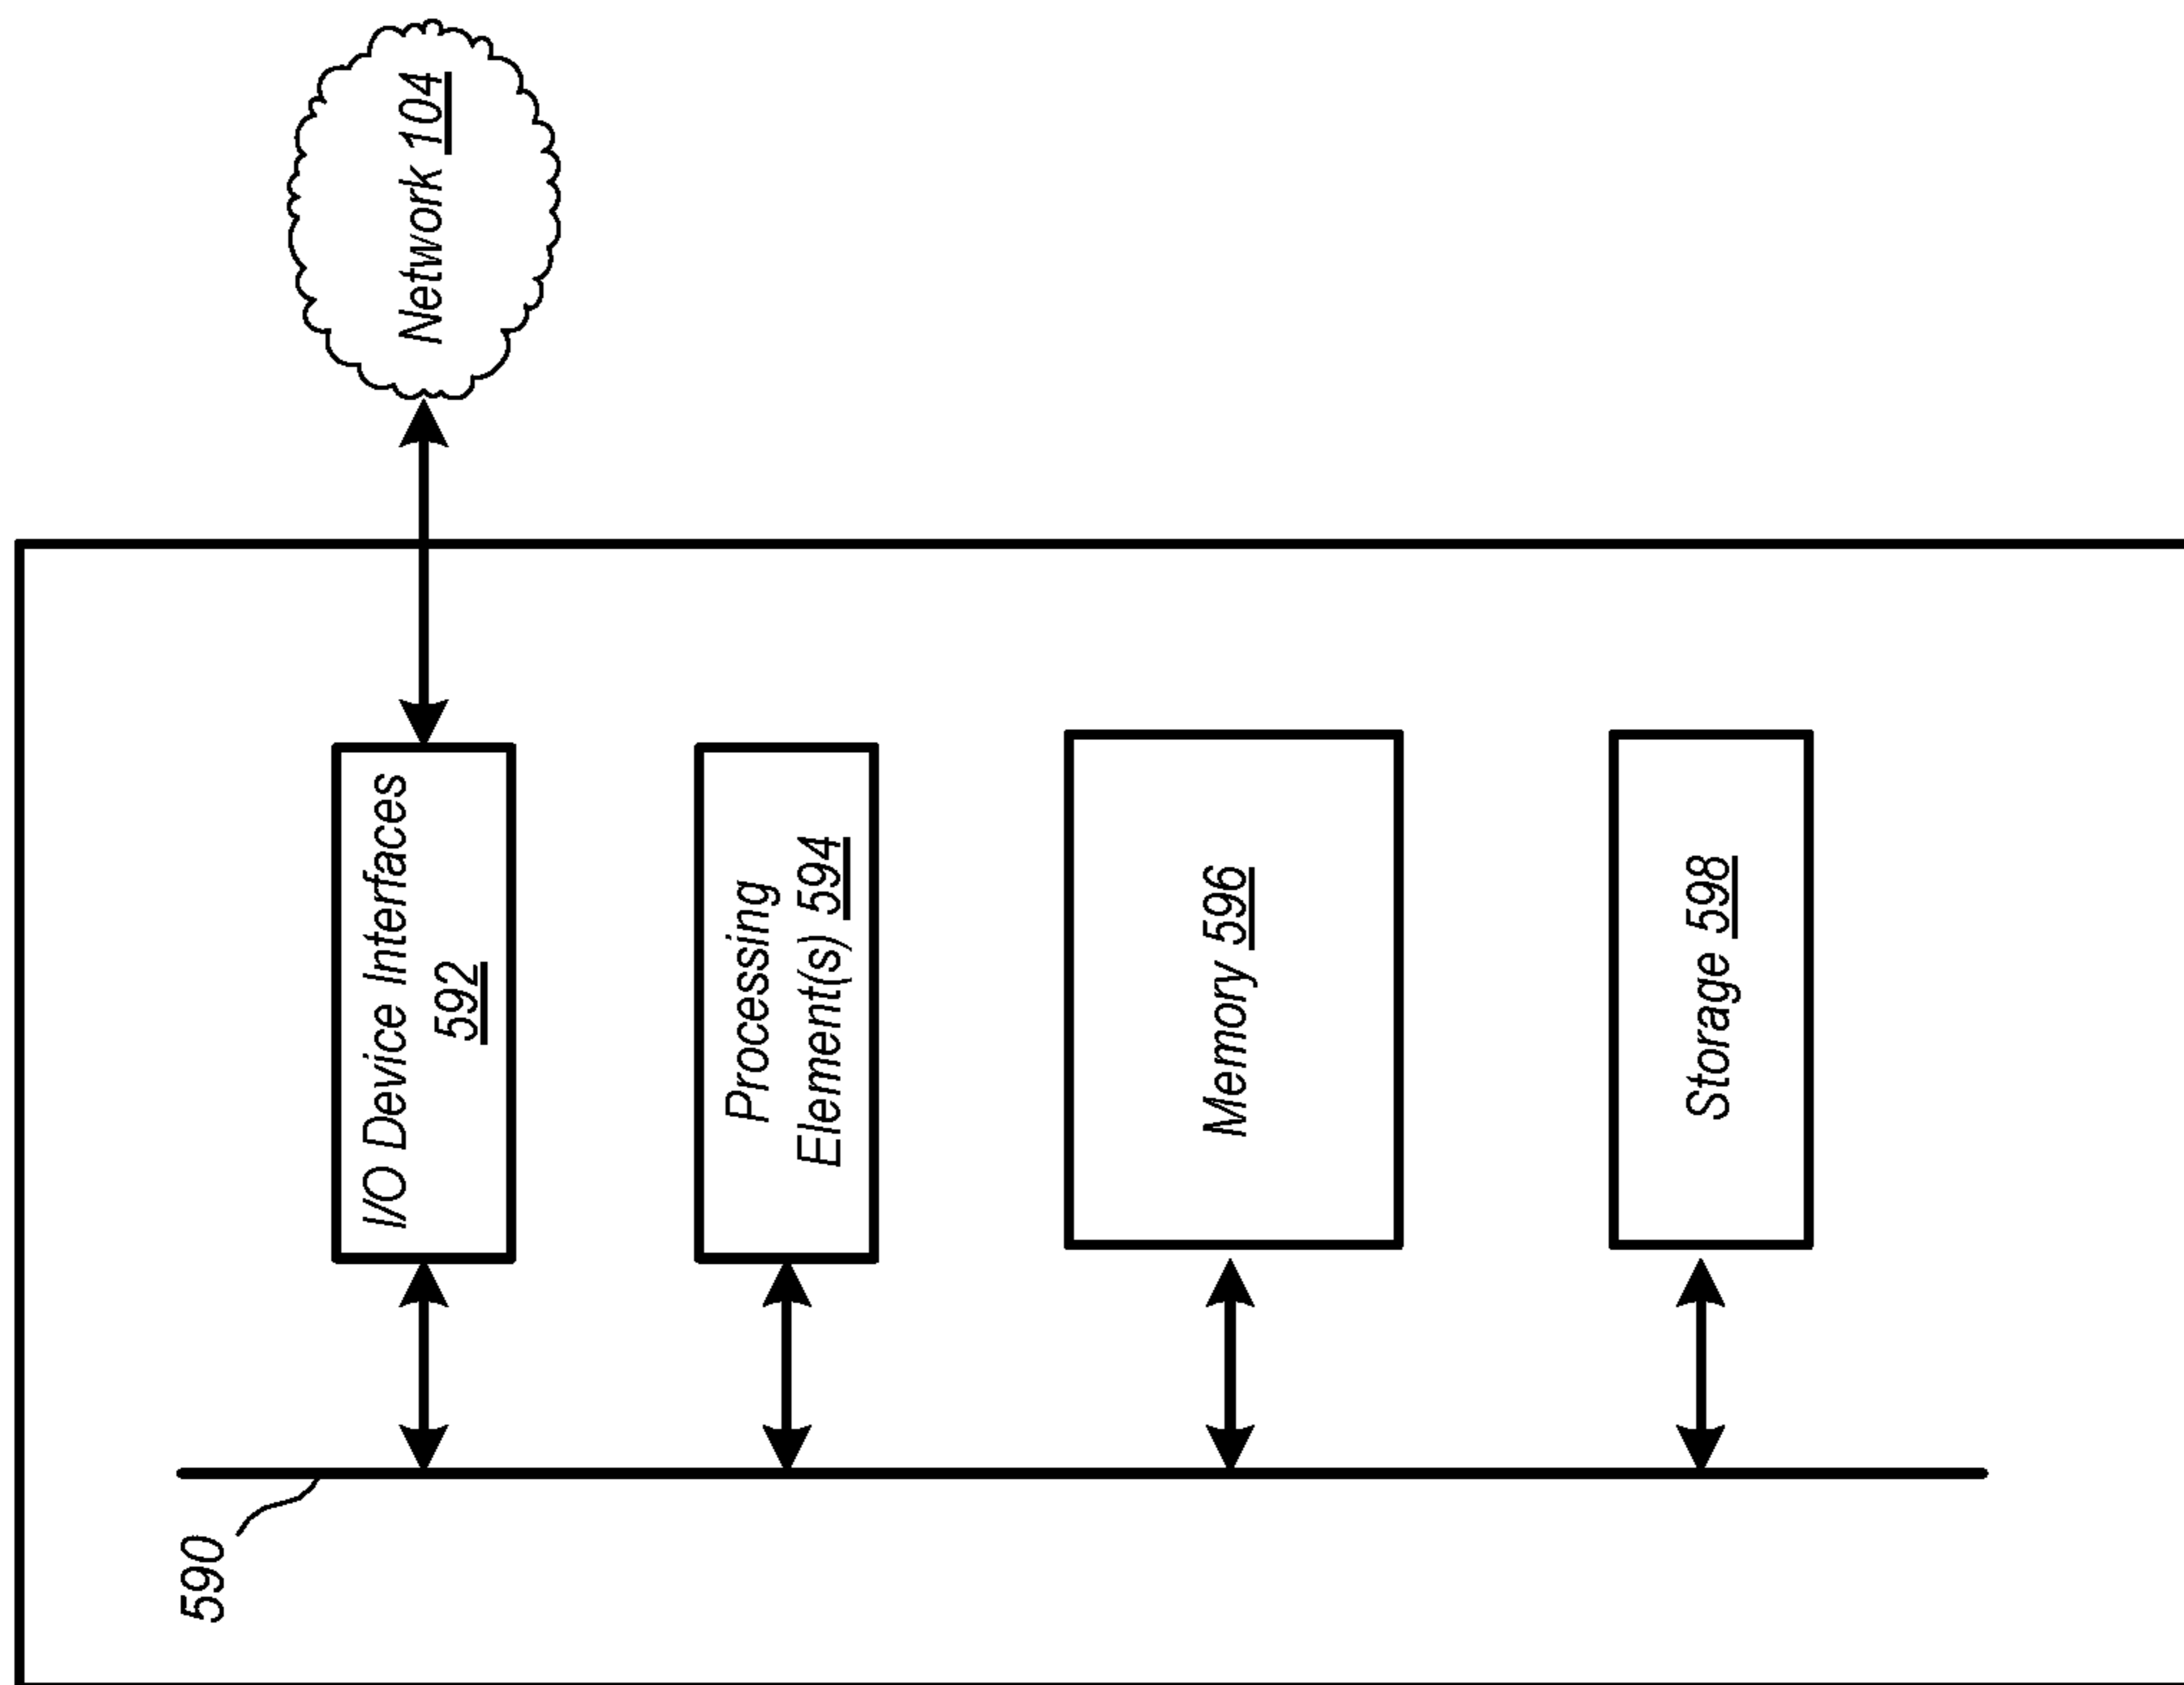 Network 104
I/O Device Interfaces
592
Processing
Element(s) 594
Memory 596
Storage 598
590